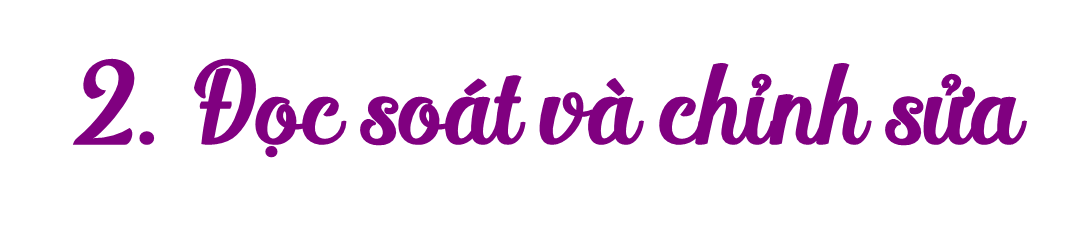 2. Đọc soát và chỉnh sửa